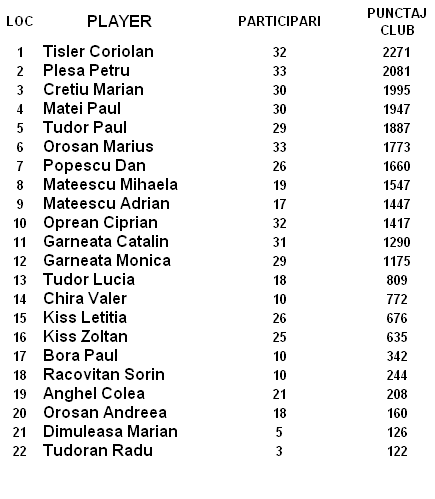 LOC PLAYER PARTICIPARI PUNCTAJ CLUB
1 Tisler Coriolan 32 2271
2 Plesa Petru 33 2081
3 Cretiu Marian 30 1995
4 Matei Paul 30 1947
5 Tudor Paul 29 1887
6 Orosan Marius 33 1773
7 Popescu Dan 26 1660
8 Mateescu Mihaela 19 1547
9 Mateescu Adrian 17 1447
10 Oprean Ciprian 32 1417
11 Garneata Catalin 31 1290
12 Garneata Monica 29 1175
13 Tudor Lucia 18 809
14 Chira Valer 10 772
15 Kiss Letitia 26 676
16 Kiss Zoltan 25 635
17 Bora Paul 10 342
18 Racovitan Sorin 10 244
19 Anghel Colea 21 208
20 Orosan Andreea 18 160
21 Dimuleasa Marian 5 126
22 Tudoran Radu 3 122